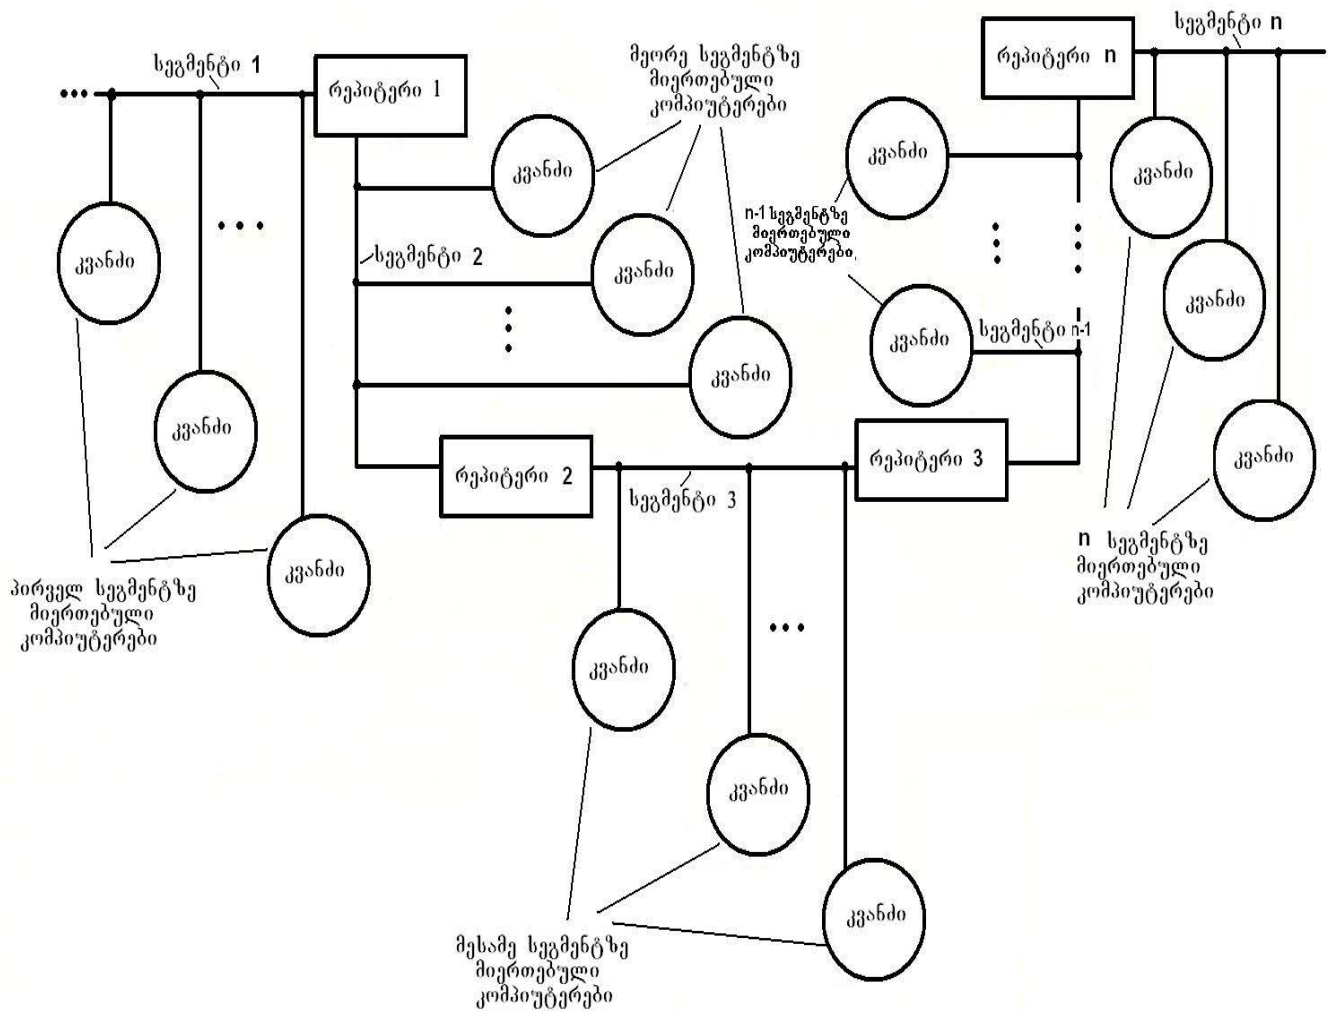 სეგმენტი 1
რეპიტერი 1
მეორე სეგმენტზე
მიერთებული
კომპიუტერები
რეპიტერი n
სეგმენტი n
კვანძი
კვანძი
კვანძი
კვანძი
სეგმენტი 2
კვანძი
კვანძი
n-1 სეგმენტზე
მიერთებული
კომპიუტერები
კვანძი
სეგმენტი n-1
კვანძი
კვანძი
კვანძი
კვანძი
რეპიტერი 2
სეგმენტი 3
რეპიტერი 3
კვანძი
პირველ სეგმენტზე
მიერთებული
კომპიუტერები
n სეგმენტზე
მიერთებული
კომპიუტერები
კვანძი
კვანძი
კვანძი
მესამე სეგმენტზე
მიერთებული
კომპიუტერები